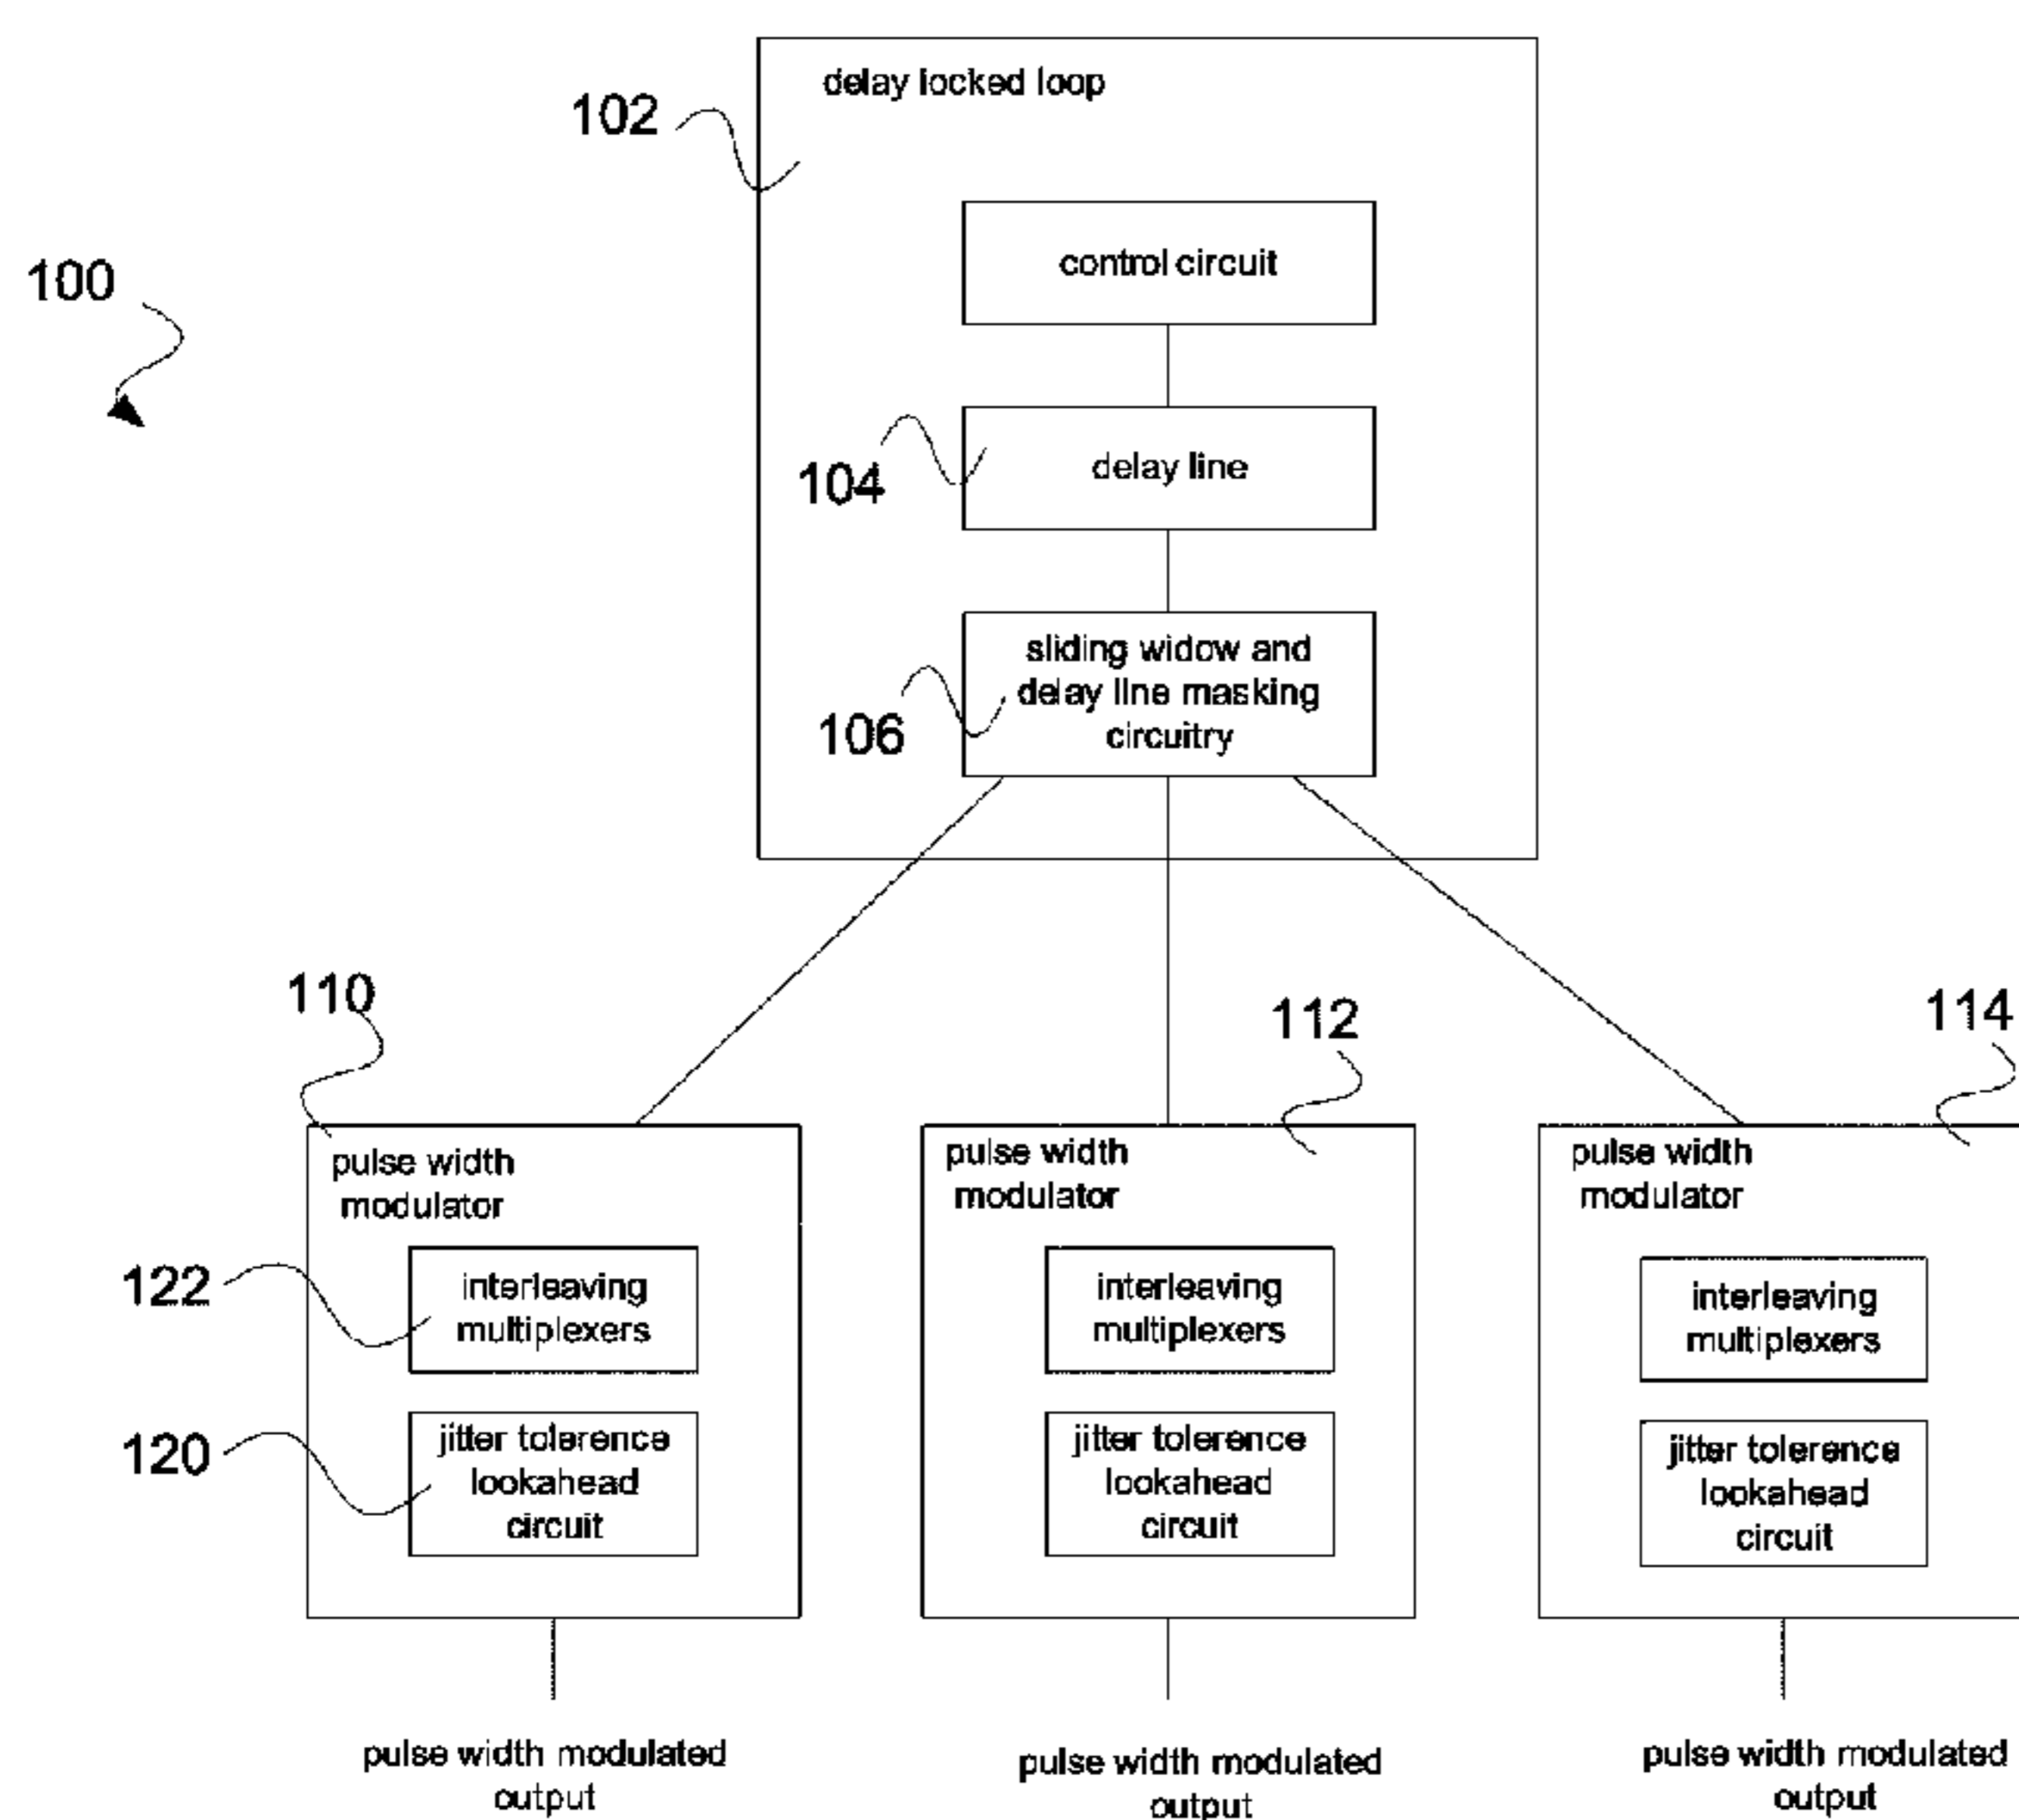 delay locked loop
102
control circuit
100
delay line
104
sliding widow and
delay line masking
circuitry
106
110
112
114
pulse width
modulator
pulse width
modulator
pulse width
modulator
122
interleaving
multiplexers
interleaving
multiplexers
interleaving
multiplexers
120
jitter tolerence
lookahead
circuit
jitter tolerence
lookahead
circuit
jitter tolerence
lookahead
circuit
pulse width modulated
output
pulse width modulated
output
pulse width modulated
output